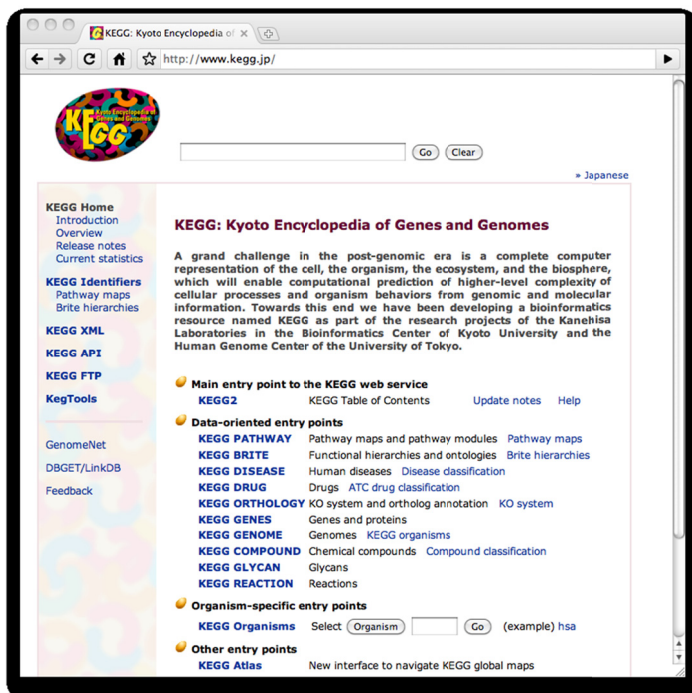 KEGG: Kyoto Encyclopedia of
http://www.kegg.jp/
KEGG
Kyoto Encyclopedia of
Genes and Genomes
Go Clear
» Japanese
KEGG Home
Introduction
Overview
Release notes
Current statistics
KEGG Identifiers
Pathway maps
Brite hierarchies
KEGG XML
KEGG API
KEGG FTP
KegTools
GenomeNet
DBGET/LinkDB
Feedback
KEGG: Kyoto Encyclopedia of Genes and Genomes
A grand challenge in the post-genomic era is a complete computer
representation of the cell, the organism, the ecosystem, and the biosphere,
which will enable computational prediction of higher-level complexity of
cellular processes and organism behaviors from genomic and molecular
information. Towards this end we have been developing a bioinformatics
resource named KEGG as part of the research projects of the Kanehisa
Laboratories in the Bioinformatics Center of Kyoto University and the
Human Genome Center of the University of Tokyo.
Main entry point to the KEGG web service
KEGG2 KEGG Table of Contents Update notes Help
Data-oriented entry points
KEGG PATHWAY Pathway maps and pathway modules Pathway maps
KEGG BRITE Functional hierarchies and ontologies Brite hierarchies
KEGG DISEASE Human diseases Disease classification
KEGG DRUG Drugs ATC drug classification
KEGG ORTHOLOGY KO system and ortholog annotation KO system
KEGG GENES Genes and proteins
KEGG GENOME Genomes KEGG organisms
KEGG COMPOUND Chemical compounds Compound classification
KEGG GLYCAN Glycans
KEGG REACTION Reactions
Organism-specific entry points
KEGG Organisms Select Organism Go (example) hsa
Other entry points
KEGG Atlas New interface to navigate KEGG global maps